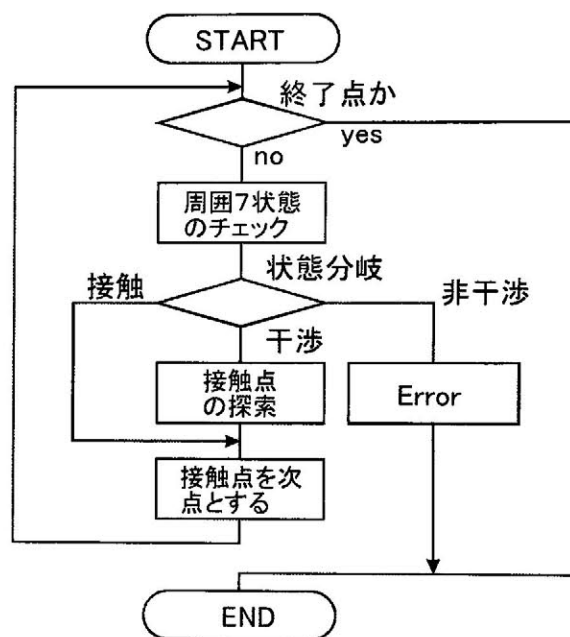 START
終了点か
yes
no
周囲7状態
のチェック
状態分岐
接触
非干渉
干渉
接触点
の探索
Error
接触点を次
点とする
END